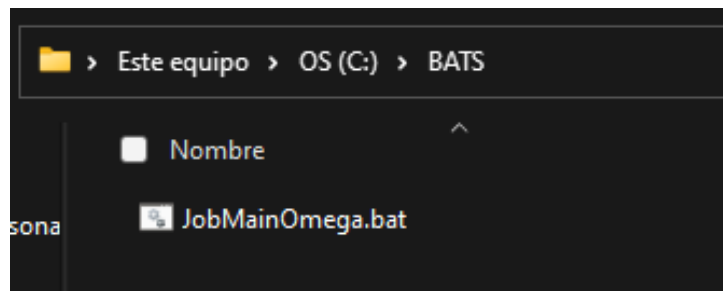 Este equipo > OS (C:) > BATS
Nombre
sona
JobMainOmega.bat